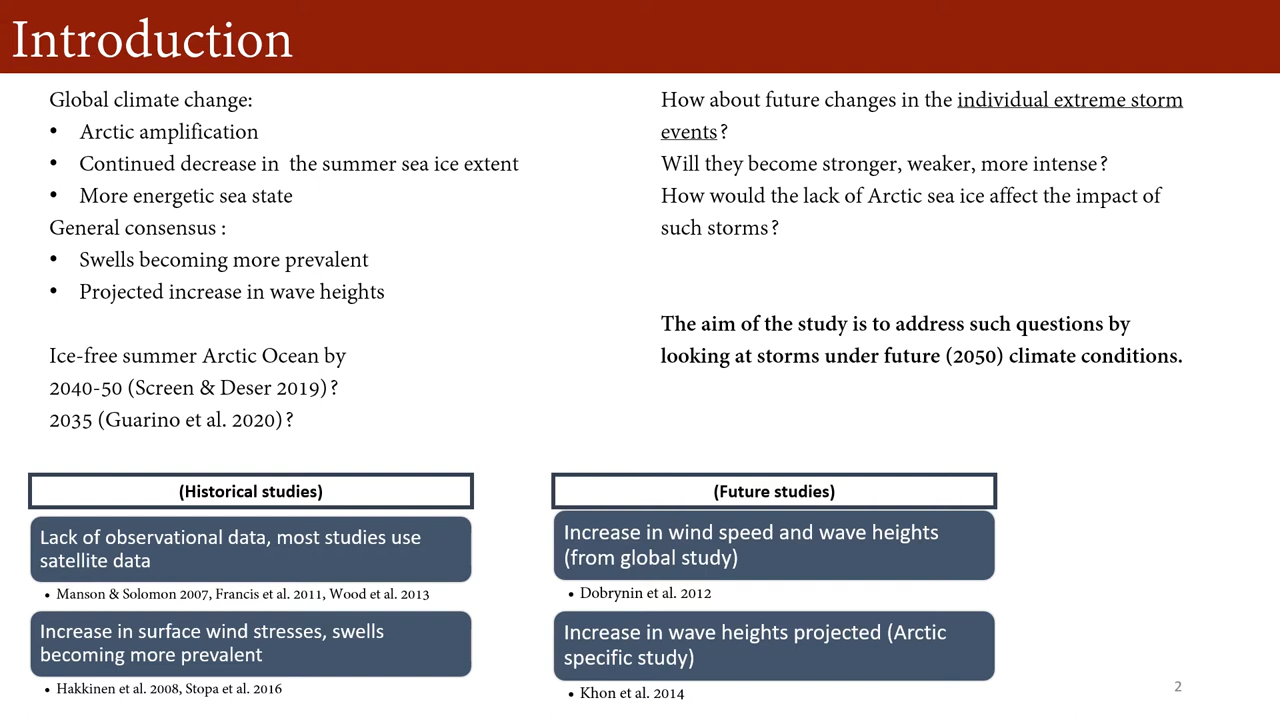 Introduction
Global climate change:
• Arctic amplification
• Continued decrease in the summer sea ice extent
• More energetic sea state
General consensus :
• Swells becoming more prevalent
• Projected increase in wave heights
Ice-free summer Arctic Ocean by
2040-50 (Screen & Deser 2019)?
2035 (Guarino et al. 2020)?
How about future changes in the individual extreme storm
events?
Will they become stronger, weaker, more intense?
How would the lack of Arctic sea ice affect the impact of
such storms?
The aim of the study is to address such questions by
looking at storms under future (2050) climate conditions.
(Historical studies)
Lack of observational data, most studies use
satellite data
• Manson & Solomon 2007, Francis et al. 2011, Wood et al. 2013
Increase in surface wind stresses, swells
becoming more prevalent
• Hakkinen et al. 2008, Stopa et al. 2016
(Future studies)
Increase in wind speed and wave heights
(from global study)
• Dobrynin et al. 2012
Increase in wave heights projected (Arctic
specific study)
• Khon et al. 2014
2